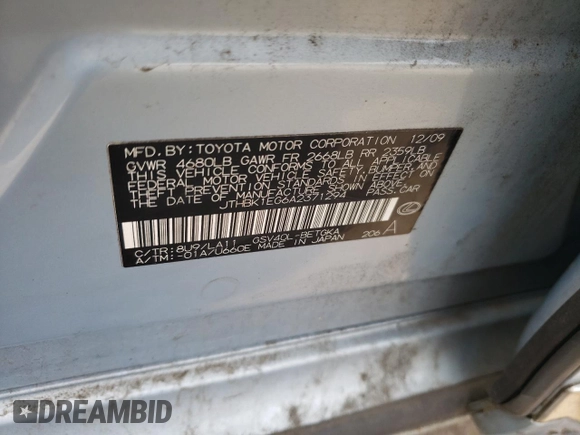 MFD. BY: TOYOTA MOTOR CORPORATION 12/09
GVWR 4680LB GAWR FR 2668LB RR 2359LB
THIS VEHICLE CONFORMS TO ALL APPLICABLE
FEDERAL MOTOR VEHICLE SAFETY, BUMPER, AND
THEFT PREVENTION STANDARDS IN EFFECT ON
THE DATE OF MANUFACTURE SHOWN ABOVE.
JTHBK1EG6A2371294 PASS. CAR
C/TR: 8U9/LA11 GSV40L-BETGKA
A/TM: -01A/U660E MADE IN JAPAN 206 A
DREAMBID